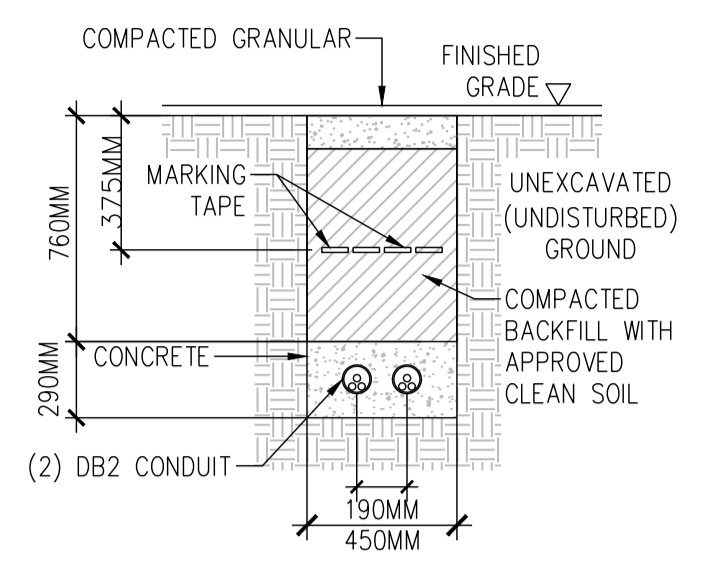 COMPACTED GRANULAR
FINISHED
GRADE
375MM
760MM
MARKING
TAPE
UNEXCAVATED
(UNDISTURBED)
GROUND
COMPACTED
BACKFILL WITH
APPROVED
CLEAN SOIL
290MM
CONCRETE
(2) DB2 CONDUIT
190MM
450MM